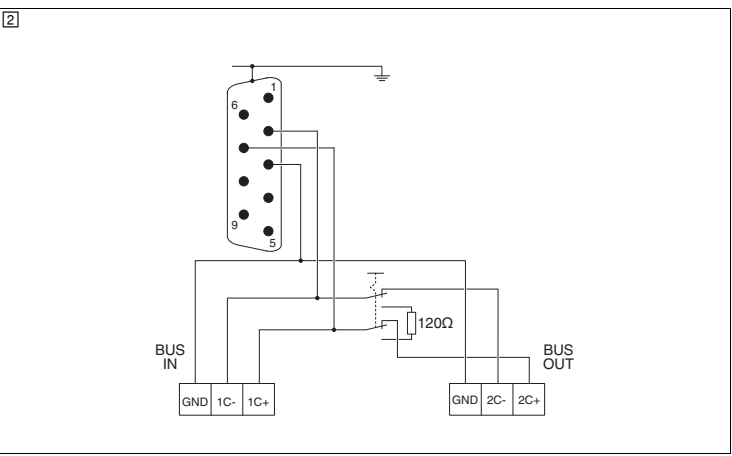 2
1
6
9
5
120Ω
BUS
IN
BUS
OUT
GND 1C- 1C+
GND 2C- 2C+